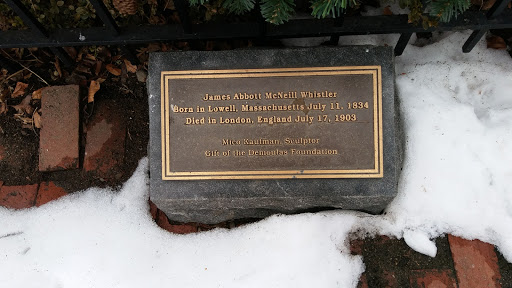 James Abbott McNeill Whistler
Born in Lowell, Massachusetts July 11, 1834
Died in London, England July 17, 1903
Mico Kaufman, Sculptor
Gift of the Demoulas Foundation